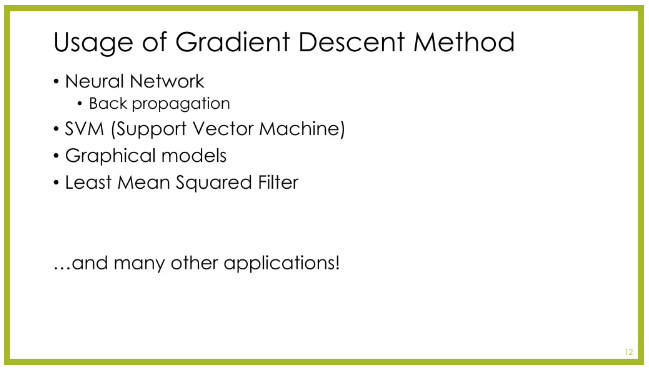 Usage of Gradient Descent Method
• Neural Network
• Back propagation
• SVM (Support Vector Machine)
• Graphical models
• Least Mean Squared Filter
…and many other applications!
12